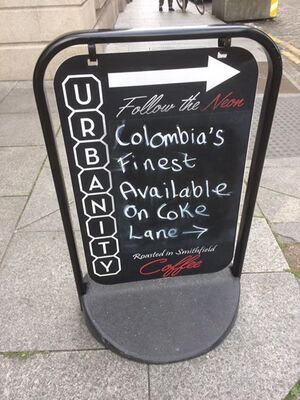 Follow the Neon
URBANITY
Colombia's
Finest
Available
on Coke
Lane →
Roasted in Smithfield
Coffee